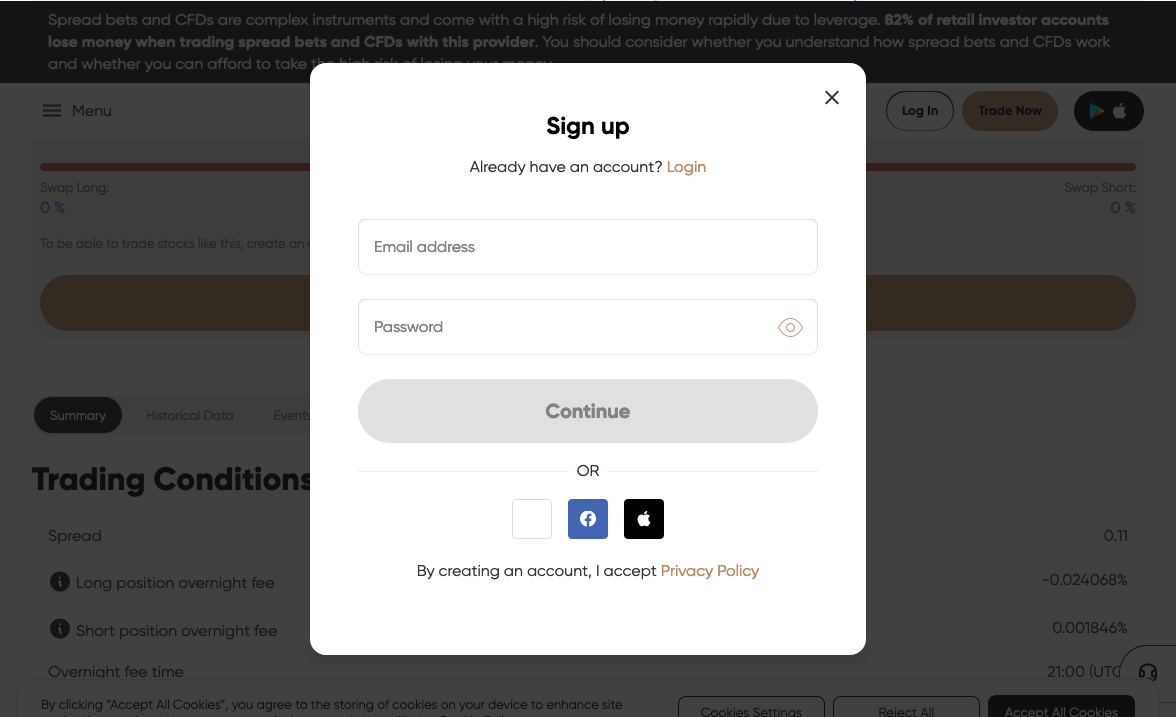 Spread bets and CFDs are complex instruments and come with a high risk of losing money rapidly due to leverage. 82% of retail investor accounts
lose money when trading spread bets and CFDs with this provider. You should consider whether you understand how spread bets and CFDs work
and whether you can afford to take the high risk of losing your money.
Menu
Log In
Trade Now
Sign up
Already have an account? Login
Swap Long:
Swap Short:
0 %
0 %
To be able to trade stocks like this, create an
Email address
Password
Continue
Summary
Historical Data
Events
OR
Trading Conditions
Spread
0.11
By creating an account, I accept Privacy Policy
Long position overnight fee
-0.024068%
Short position overnight fee
0.001846%
Overnight fee time
21:00 (UTC
By clicking “Accept All Cookies”, you agree to the storing of cookies on your device to enhance site
Cookies Settings
Reject All
Accept All Cookies